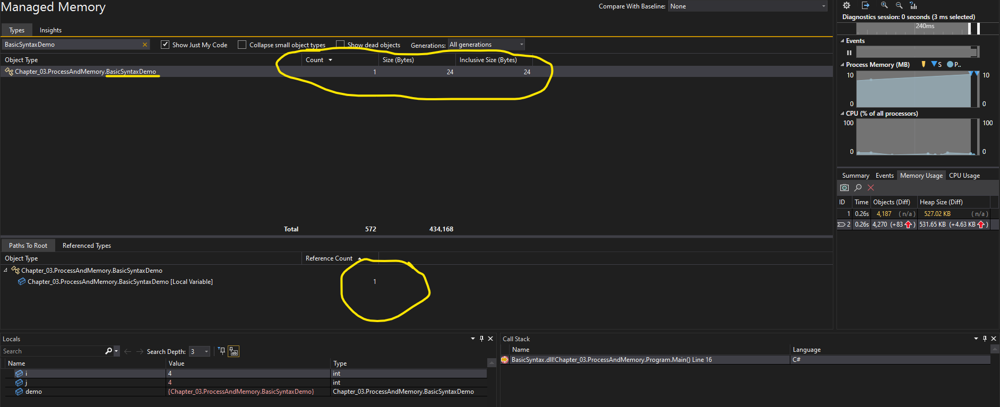 Managed Memory
Compare With Baseline: None
Types Insights
BasicSyntaxDemo
Show Just My Code Collapse small object types Show dead objects Generations: All generations
Object Type Count Size (Bytes) Inclusive Size (Bytes)
Chapter_03.ProcessAndMemory.BasicSyntaxDemo 1 24 24
Total 572 434,168
Paths To Root Referenced Types
Object Type Reference Count
Chapter_03.ProcessAndMemory.BasicSyntaxDemo
Chapter_03.ProcessAndMemory.BasicSyntaxDemo [Local Variable] 1
Diagnostics session: 0 seconds (3 ms selected)
240ms
Events
Process Memory (MB) S P..
10 10
0 0
CPU (% of all processors)
100 100
0 0
Summary Events Memory Usage CPU Usage
ID Time Objects (Diff) Heap Size (Diff)
1 0.26s 4,187 (n/a) 527.02 KB (n/a)
2 0.26s 4,270 (+83) 531.65 KB (+4.63 KB)
Locals
Search Search Depth: 3
Name Value Type
i 4 int
j 4 int
demo {Chapter_03.ProcessAndMemory.BasicSyntaxDemo} Chapter_03.ProcessAndMemory.BasicSyntaxDemo
Call Stack
Name Language
BasicSyntax.dll!Chapter_03.ProcessAndMemory.Program.Main() Line 16 C#